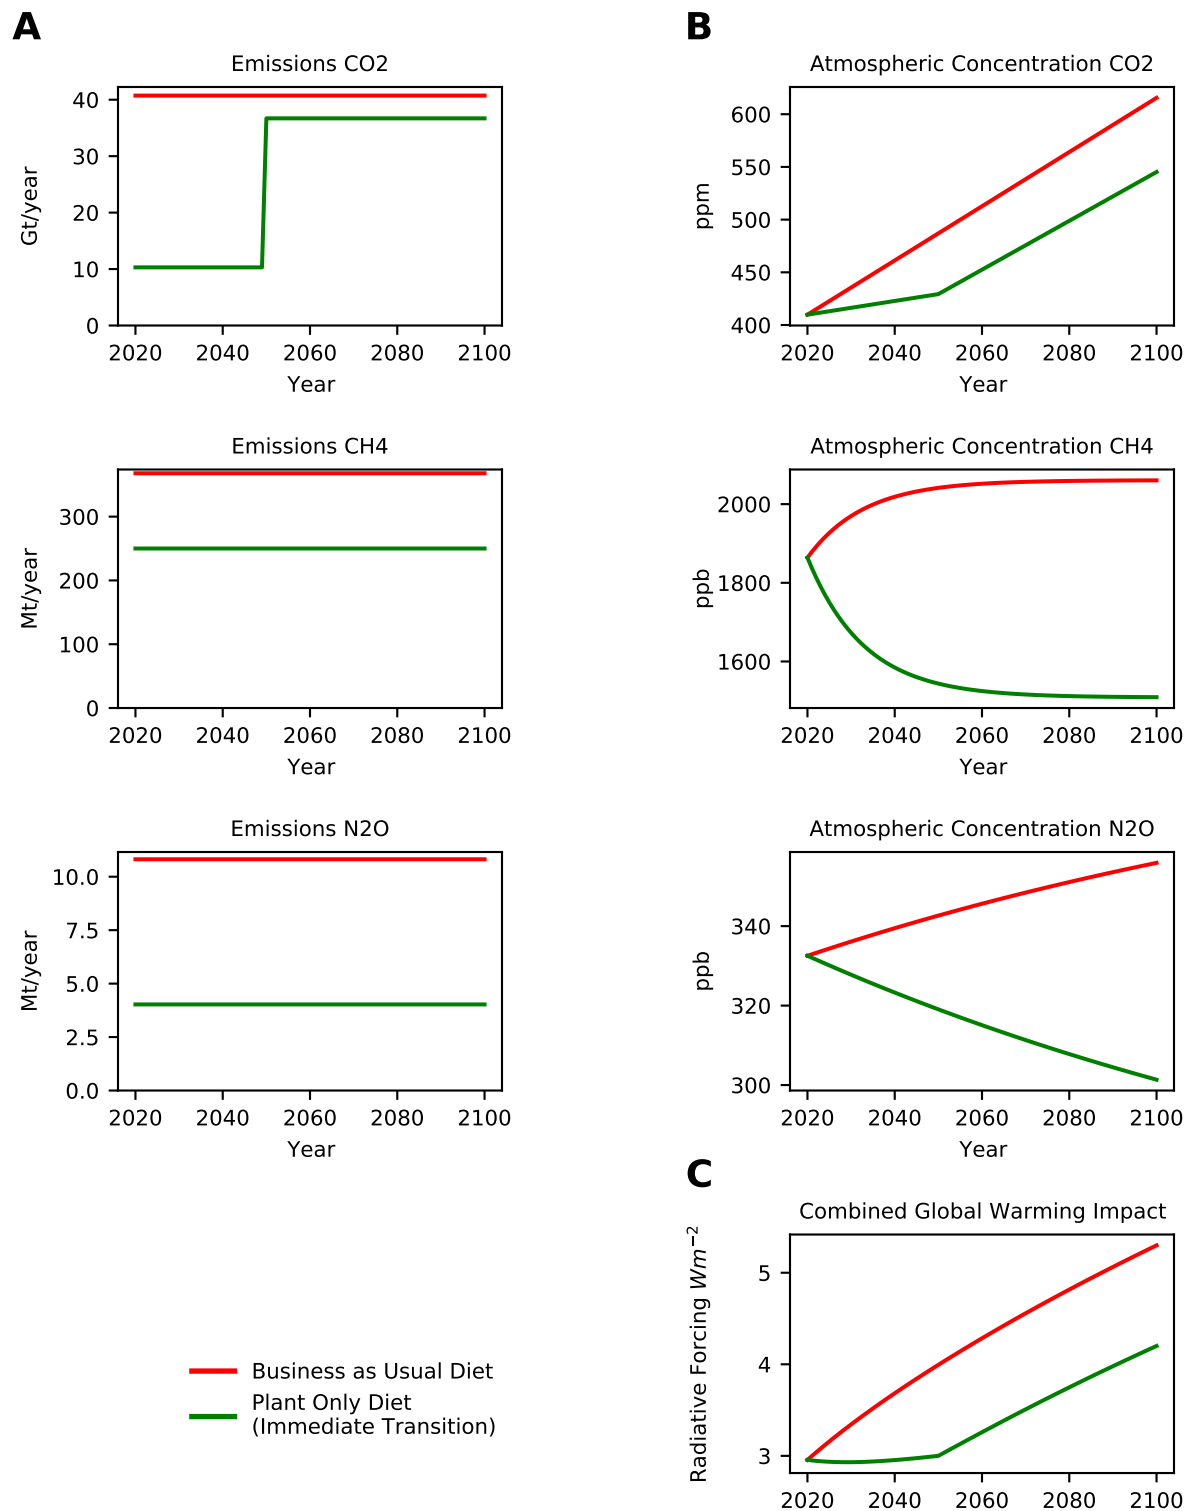 A
B
Emissions CO2
Gt/year
40
30
20
10
0
2020 2040 2060 2080 2100
Year
Atmospheric Concentration CO2
ppm
600
550
500
450
400
2020 2040 2060 2080 2100
Year
Emissions CH4
Mt/year
300
200
100
0
2020 2040 2060 2080 2100
Year
Atmospheric Concentration CH4
ppb
2000
1800
1600
2020 2040 2060 2080 2100
Year
Emissions N2O
Mt/year
10.0
7.5
5.0
2.5
0.0
2020 2040 2060 2080 2100
Year
Atmospheric Concentration N2O
ppb
340
320
300
2020 2040 2060 2080 2100
Year
C
Combined Global Warming Impact
Radiative Forcing Wm⁻²
5
4
3
2020 2040 2060 2080 2100
Business as Usual Diet
Plant Only Diet
(Immediate Transition)